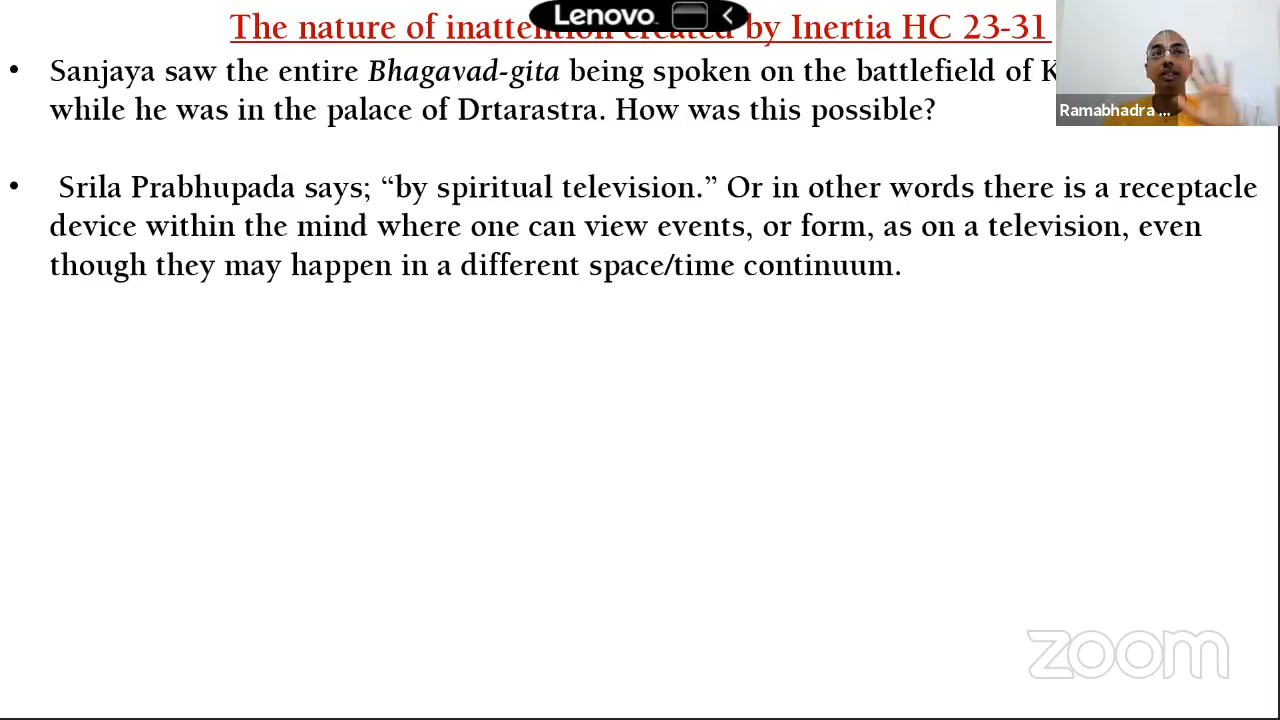 The nature of inattention created by Inertia HC 23-31
Lenovo
• Sanjaya saw the entire Bhagavad-gita being spoken on the battlefield of K
while he was in the palace of Drtarastra. How was this possible?
Ramabhadra ...
• Srila Prabhupada says; “by spiritual television.” Or in other words there is a receptacle
device within the mind where one can view events, or form, as on a television, even
though they may happen in a different space/time continuum.
zoom